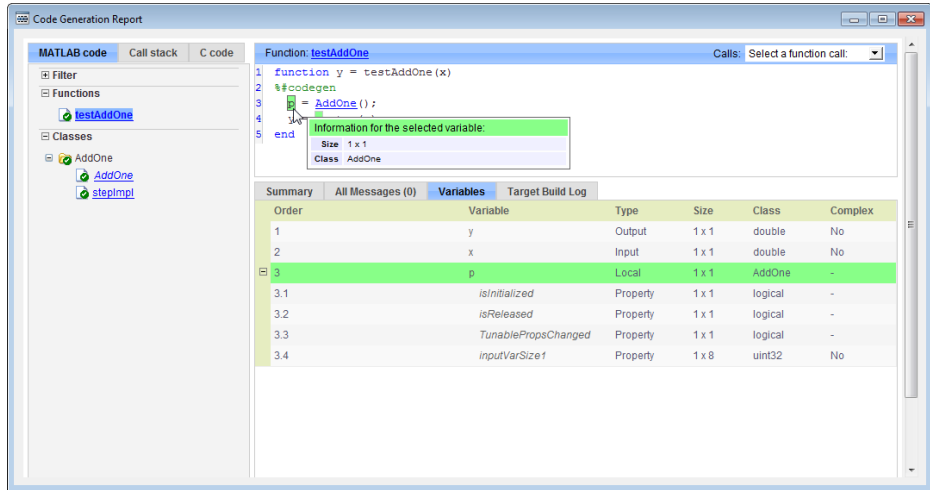 Code Generation Report
MATLAB code Call stack C code
Filter
Functions
testAddOne
Classes
AddOne
AddOne
stepImpl
Function: testAddOne Calls: Select a function call:
1 function y = testAddOne(x)
2 %#codegen
3 p = AddOne();
4 y
5 end
Information for the selected variable:
Size 1 x 1
Class AddOne
Summary All Messages (0) Variables Target Build Log
Order Variable Type Size Class Complex
1 y Output 1 x 1 double No
2 x Input 1 x 1 double No
3 p Local 1 x 1 AddOne -
3.1 isInitialized Property 1 x 1 logical -
3.2 isReleased Property 1 x 1 logical -
3.3 TunablePropsChanged Property 1 x 1 logical -
3.4 inputVarSize1 Property 1 x 8 uint32 No